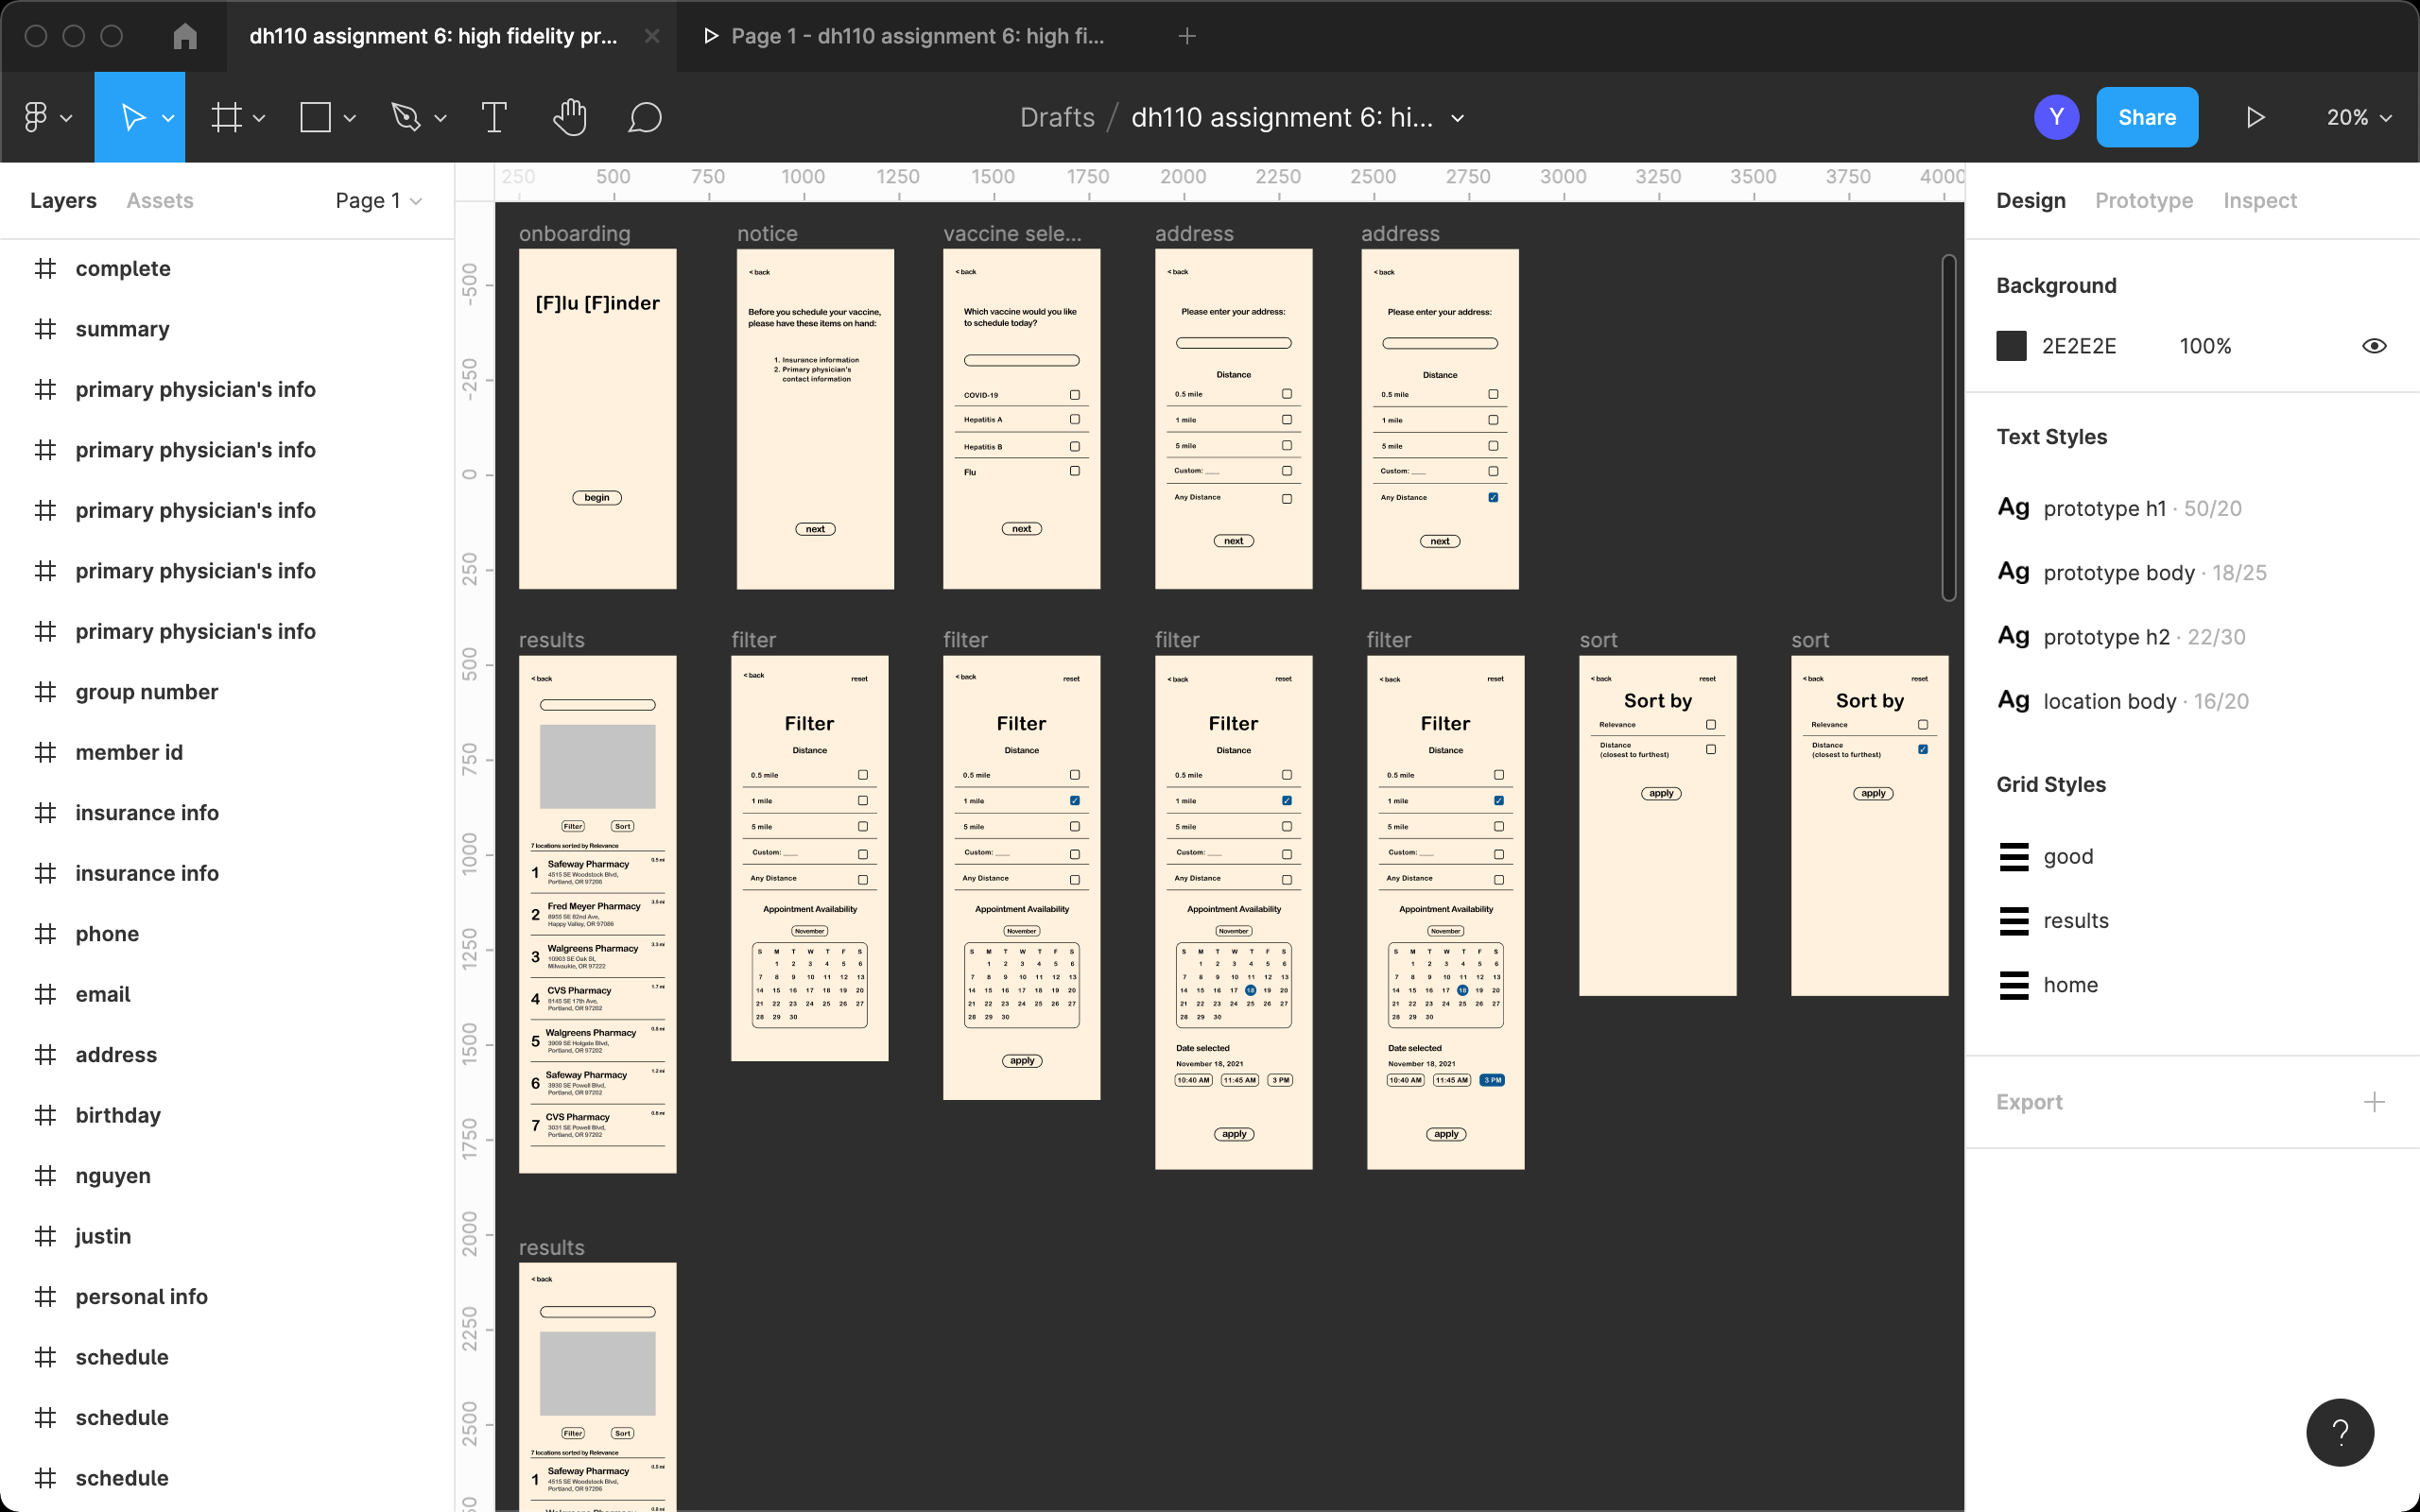 dh110 assignment 6: high fidelity pr...
Page 1 - dh110 assignment 6: high fi...
Drafts / dh110 assignment 6: hi...
Y
Share
20%
Layers
Assets
Page 1
complete
summary
primary physician's info
primary physician's info
primary physician's info
primary physician's info
primary physician's info
group number
member id
insurance info
insurance info
phone
email
address
birthday
nguyen
justin
personal info
schedule
schedule
schedule
250 500 750 1000 1250 1500 1750 2000 2250 2500 2750 3000 3250 3500 3750 4000
-500
-250
0
250
500
750
1000
1250
1500
1750
2000
2250
2500
onboarding
[F]lu [F]inder
begin
notice
< back
Before you schedule your vaccine,
please have these items on hand:
1. Insurance information
2. Primary physician's
contact information
next
vaccine sele...
< back
Which vaccine would you like
to schedule today?
COVID-19
Hepatitis A
Hepatitis B
Flu
next
address
< back
Please enter your address:
Distance
0.5 mile
1 mile
5 mile
Custom: ___
Any Distance
next
address
< back
Please enter your address:
Distance
0.5 mile
1 mile
5 mile
Custom: ___
Any Distance
next
results
< back
Filter
Sort
7 locations sorted by Relevance
1 Safeway Pharmacy 0.5 mi
4515 SE Woodstock Blvd,
Portland, OR 97206
2 Fred Meyer Pharmacy 3.5 mi
8955 SE 82nd Ave,
Happy Valley, OR 97086
3 Walgreens Pharmacy 3.3 mi
10903 SE Oak St,
Milwaukie, OR 97222
4 CVS Pharmacy 1.7 mi
8145 SE 17th Ave,
Portland, OR 97202
5 Walgreens Pharmacy 0.8 mi
3909 SE Holgate Blvd,
Portland, OR 97202
6 Safeway Pharmacy 1.2 mi
3930 SE Powell Blvd,
Portland, OR 97202
7 CVS Pharmacy 0.8 mi
3031 SE Powell Blvd,
Portland, OR 97202
filter
< back
reset
Filter
Distance
0.5 mile
1 mile
5 mile
Custom: ___
Any Distance
Appointment Availability
November
S M T W T F S
1 2 3 4 5 6
7 8 9 10 11 12 13
14 15 16 17 18 19 20
21 22 23 24 25 26 27
28 29 30
filter
< back
reset
Filter
Distance
0.5 mile
1 mile
5 mile
Custom: ___
Any Distance
Appointment Availability
November
S M T W T F S
1 2 3 4 5 6
7 8 9 10 11 12 13
14 15 16 17 18 19 20
21 22 23 24 25 26 27
28 29 30
apply
filter
< back
reset
Filter
Distance
0.5 mile
1 mile
5 mile
Custom: ___
Any Distance
Appointment Availability
November
S M T W T F S
1 2 3 4 5 6
7 8 9 10 11 12 13
14 15 16 17 18 19 20
21 22 23 24 25 26 27
28 29 30
Date selected
November 18, 2021
10:40 AM 11:45 AM 3 PM
apply
filter
< back
reset
Filter
Distance
0.5 mile
1 mile
5 mile
Custom: ___
Any Distance
Appointment Availability
November
S M T W T F S
1 2 3 4 5 6
7 8 9 10 11 12 13
14 15 16 17 18 19 20
21 22 23 24 25 26 27
28 29 30
Date selected
November 18, 2021
10:40 AM 11:45 AM 3 PM
apply
sort
< back
reset
Sort by
Relevance
Distance
(closest to furthest)
apply
sort
< back
reset
Sort by
Relevance
Distance
(closest to furthest)
apply
results
< back
Filter
Sort
7 locations sorted by Relevance
1 Safeway Pharmacy 0.5 mi
4515 SE Woodstock Blvd,
Portland, OR 97206
Design
Prototype
Inspect
Background
2E2E2E 100%
Text Styles
Ag prototype h1 · 50/20
Ag prototype body · 18/25
Ag prototype h2 · 22/30
Ag location body · 16/20
Grid Styles
good
results
home
Export
?